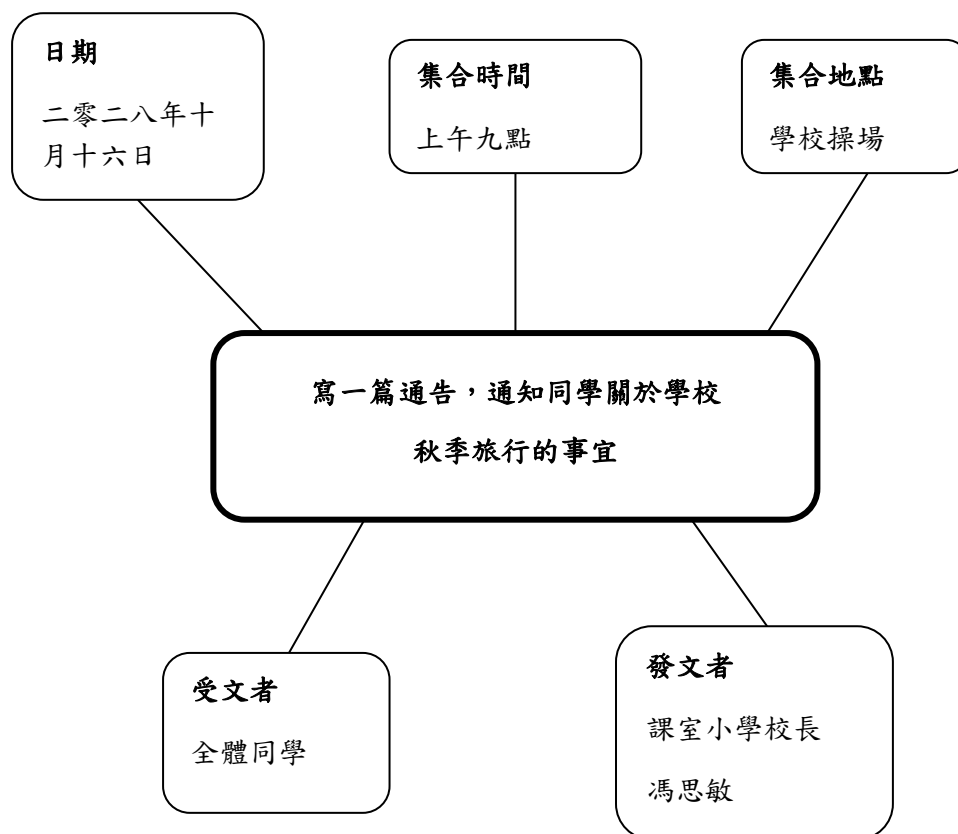 日期
二零二八年十
月十六日
集合時間
上午九點
集合地點
學校操場
寫一篇通告，通知同學關於學校
秋季旅行的事宜
受文者
全體同學
發文者
課室小學校長
馮思敏